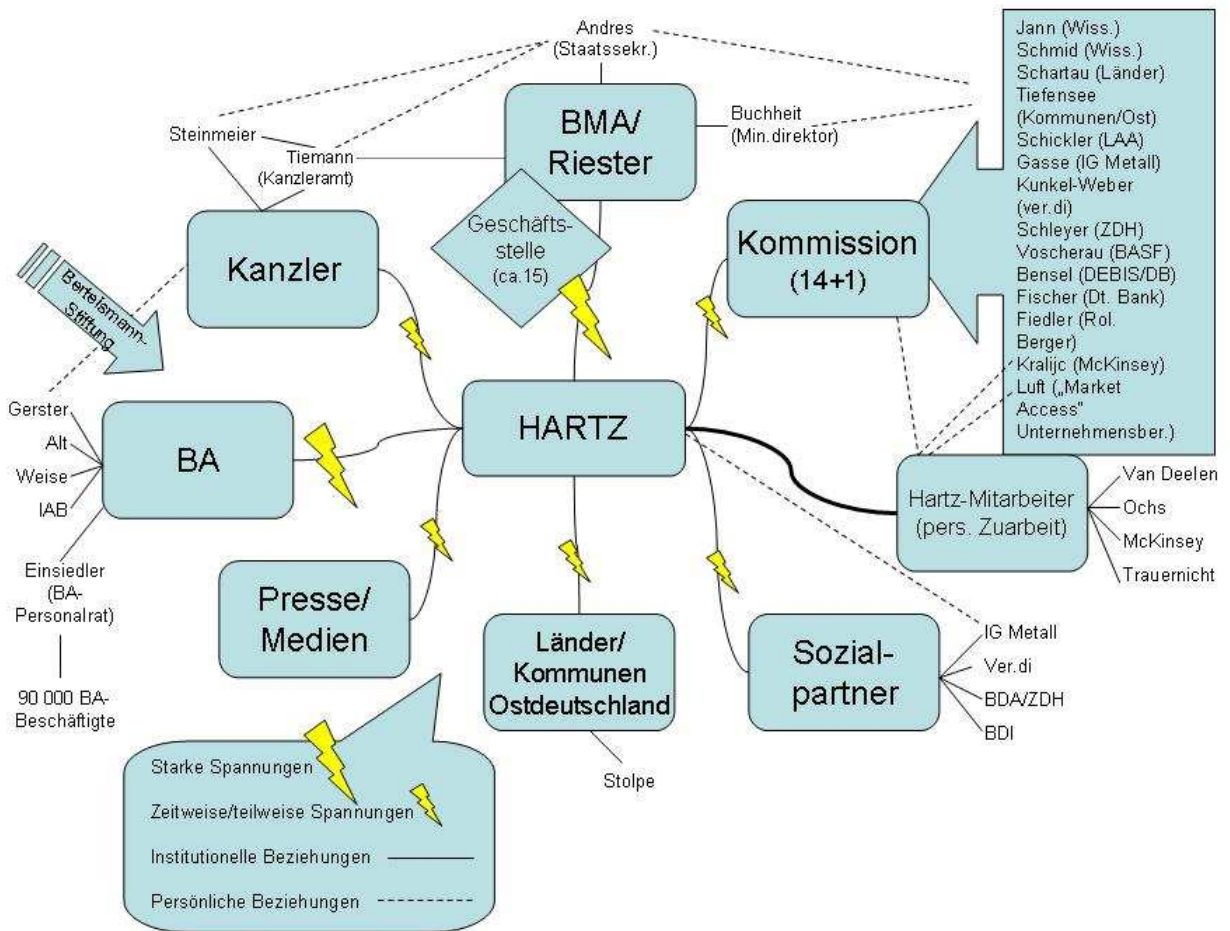 Andres
(Staatssekr.)
Steinmeier
Tiemann
(Kanzleramt)
BMA/
Riester
Buchheit
(Min.direktor)
Jann (Wiss.)
Schmid (Wiss.)
Schartau (Länder)
Tiefensee
(Kommunen/Ost)
Schickler (LAA)
Gasse (IG Metall)
Kunkel-Weber
(ver.di)
Schleyer (ZDH)
Voscherau (BASF)
Bensel (DEBIS/DB)
Fischer (Dt. Bank)
Fiedler (Rol.
Berger)
Kralijc (McKinsey)
Luft („Market
Access"
Unternehmensber.)
Kanzler
Geschäfts-
stelle
(ca.15)
Kommission
(14+1)
Bertelsmann-
Stiftung
Gerster
Alt
Weise
IAB
BA
HARTZ
Hartz-Mitarbeiter
(pers. Zuarbeit)
Van Deelen
Ochs
McKinsey
Trauernicht
Einsiedler
(BA-
Personalrat)
90 000 BA-
Beschäftigte
Presse/
Medien
Länder/
Kommunen
Ostdeutschland
Stolpe
Sozial-
partner
IG Metall
Ver.di
BDA/ZDH
BDI
Starke Spannungen
Zeitweise/teilweise Spannungen
Institutionelle Beziehungen
Persönliche Beziehungen